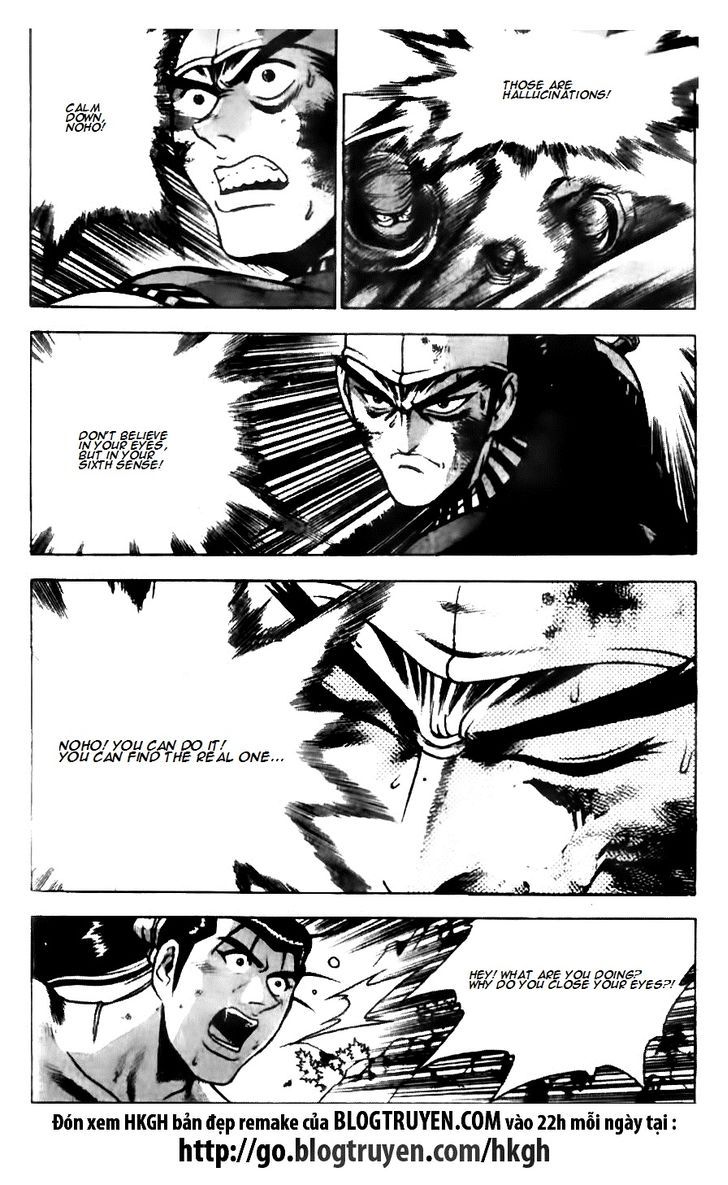 CALM
DOWN,
NOHO!
THOSE ARE
HALLUCINATIONS!
DON'T BELIEVE
IN YOUR EYES,
BUT IN YOUR
SIXTH SENSE!
NOHO! YOU CAN DO IT!
YOU CAN FIND THE REAL ONE...
HEY! WHAT ARE YOU DOING?
WHY DO YOU CLOSE YOUR EYES?!
Đón xem HKGH bản đẹp remake của BLOGTRUYEN.COM vào 22h mỗi ngày tại :
http://go.blogtruyen.com/hkgh